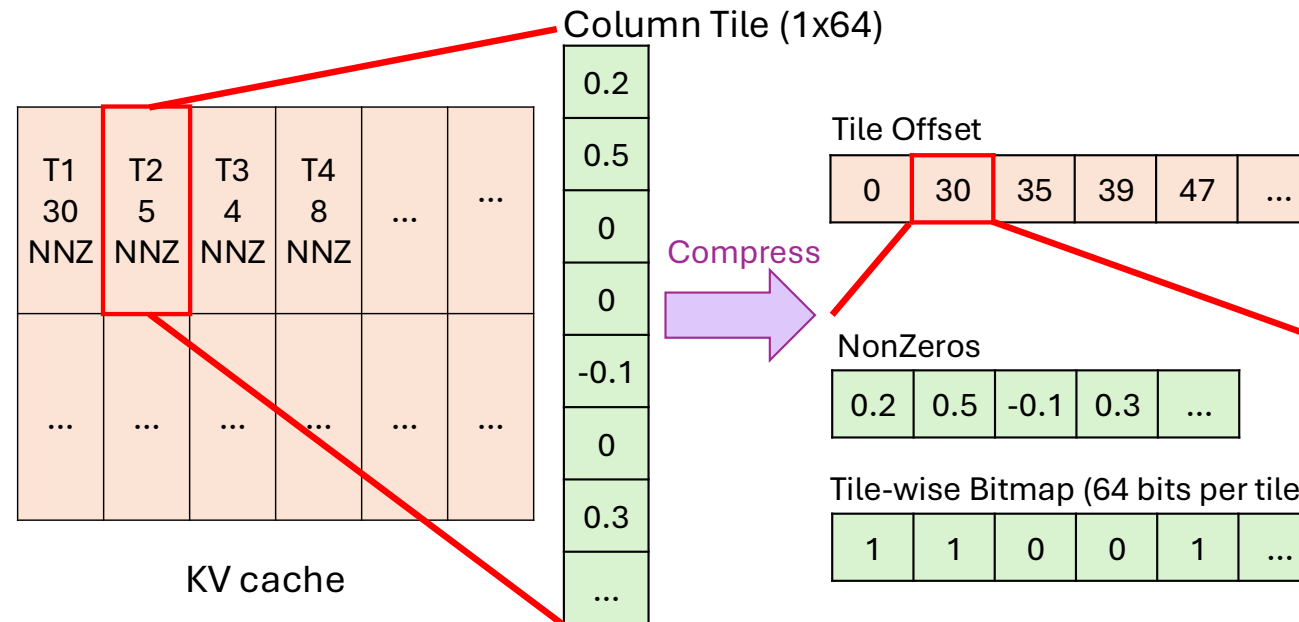 Column Tile (1x64)
T1 30 NNZ
T2 5 NNZ
T3 4 NNZ
T4 8 NNZ
...
...
... ... ... ... ... ...
KV cache
0.2
0.5
0
0
-0.1
0
0.3
...
Compress
Tile Offset
0 30 35 39 47 ...
NonZeros
0.2 0.5 -0.1 0.3 ...
Tile-wise Bitmap (64 bits per tile
1 1 0 0 1 ...